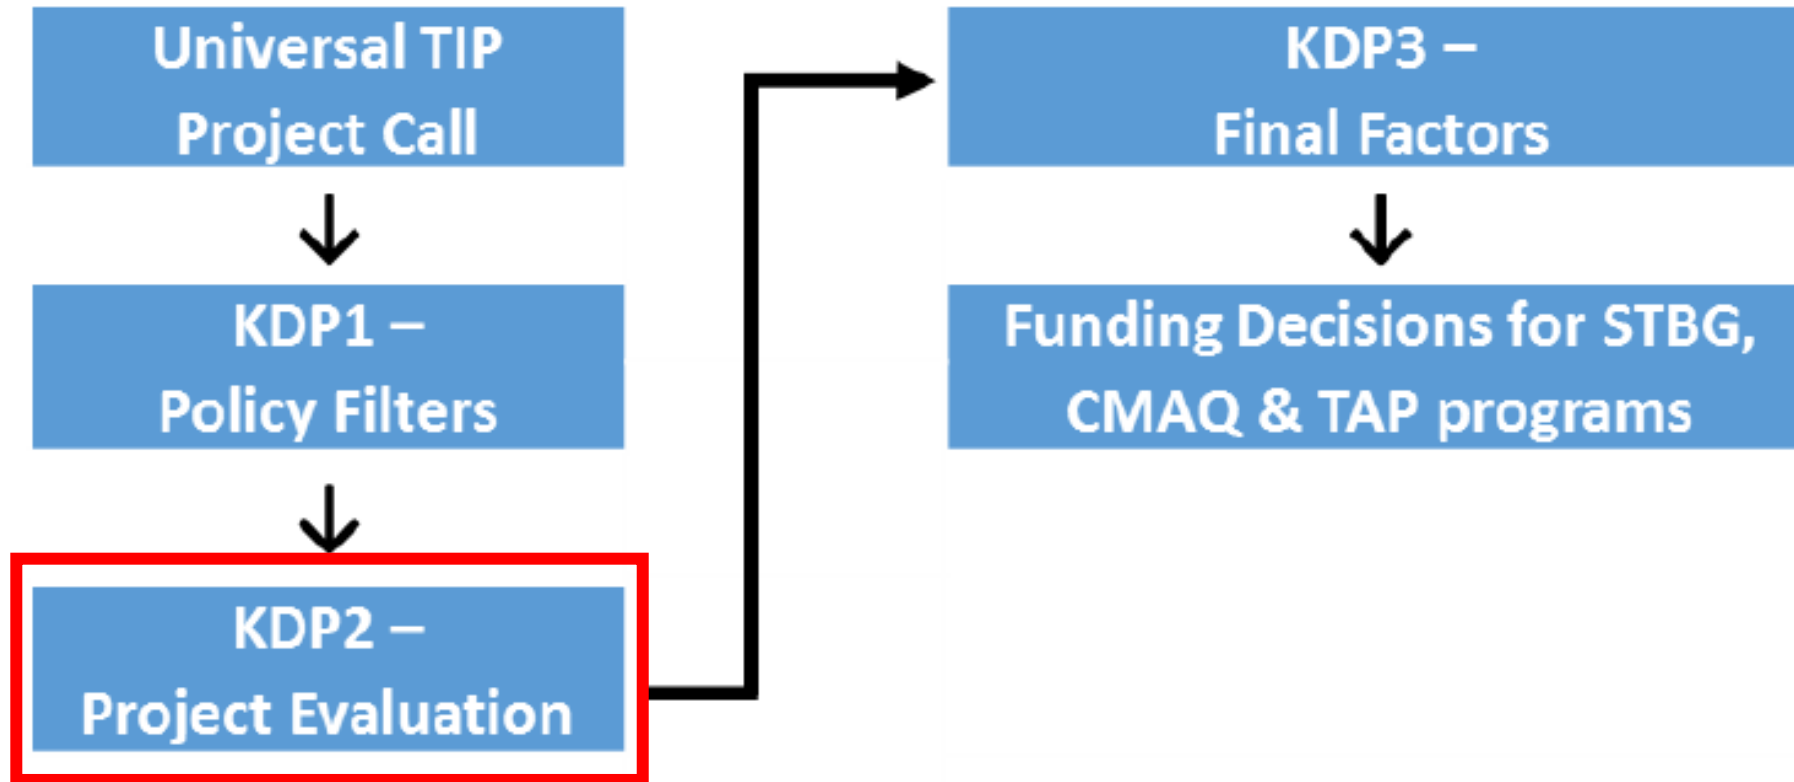 Universal TIP
Project Call
KDP1 –
Policy Filters
KDP2 –
Project Evaluation
KDP3 –
Final Factors
Funding Decisions for STBG,
CMAQ & TAP programs